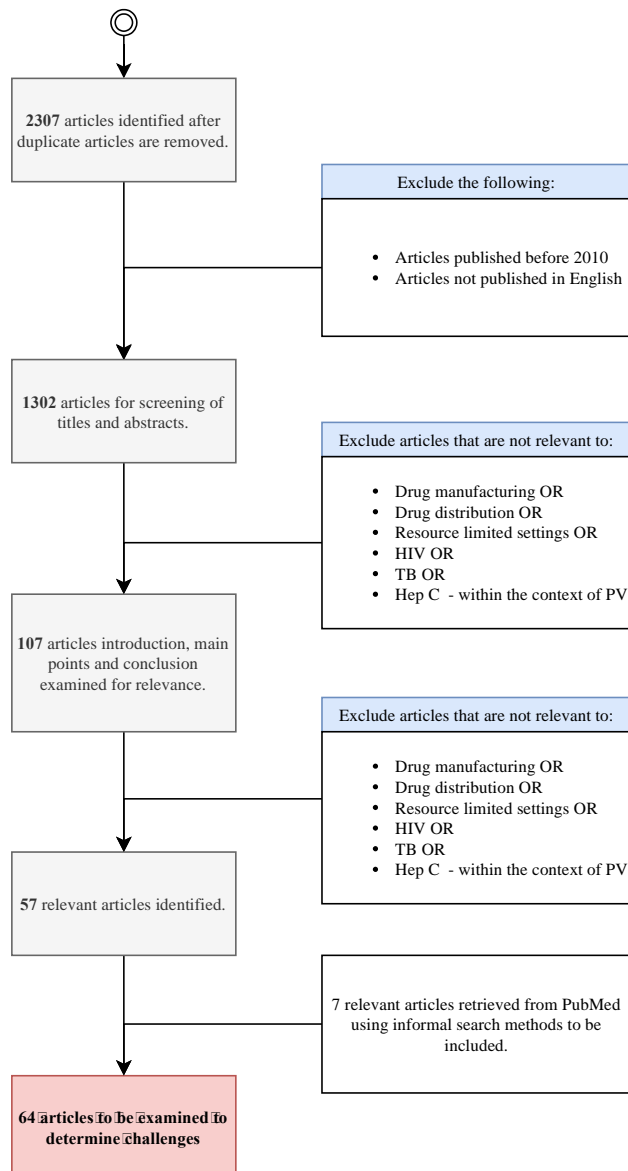 2307 articles identified after
duplicate articles are removed.
Exclude the following:
• Articles published before 2010
• Articles not published in English
1302 articles for screening of
titles and abstracts.
Exclude articles that are not relevant to:
• Drug manufacturing OR
• Drug distribution OR
• Resource limited settings OR
• HIV OR
• TB OR
• Hep C - within the context of PV
107 articles introduction, main
points and conclusion
examined for relevance.
Exclude articles that are not relevant to:
• Drug manufacturing OR
• Drug distribution OR
• Resource limited settings OR
• HIV OR
• TB OR
• Hep C - within the context of PV
57 relevant articles identified.
7 relevant articles retrieved from PubMed
using informal search methods to be
included.
64 articles to be examined to
determine challenges